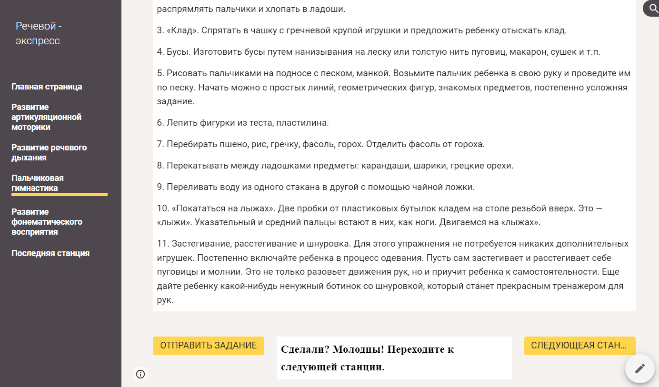 Речевой -
экспресс
Главная страница
Развитие
артикуляционной
моторики
Развитие речевого
дыхания
Пальчиковая
гимнастика
Развитие
фонематического
восприятия
Последняя станция
распрямлять пальчики и хлопать в ладоши.
3. «Клад». Спрятать в чашку с гречневой крупой игрушки и предложить ребенку отыскать клад.
4. Бусы. Изготовить бусы путем нанизывания на леску или толстую нить пуговиц, макарон, сушек и т.п.
5. Рисовать пальчиками на подносе с песком, манкой. Возьмите пальчик ребенка в свою руку и проведите им
по песку. Начать можно с простых линий, геометрических фигур, знакомых предметов, постепенно усложняя
задание.
6. Лепить фигурки из теста, пластилина.
7. Перебирать пшено, рис, гречку, фасоль, горох. Отделить фасоль от гороха.
8. Перекатывать между ладошками предметы: карандаши, шарики, грецкие орехи.
9. Переливать воду из одного стакана в другой с помощью чайной ложки.
10. «Покататься на лыжах». Две пробки от пластиковых бутылок кладем на столе резьбой вверх. Это —
«лыжи». Указательный и средний пальцы встают в них, как ноги. Двигаемся на «лыжах».
11. Застегивание, расстегивание и шнуровка. Для этого упражнения не потребуется никаких дополнительных
игрушек. Постепенно включайте ребенка в процесс одевания. Пусть сам застегивает и расстегивает себе
пуговицы и молнии. Это не только разовьет движения рук, но и приучит ребенка к самостоятельности. Еще
дайте ребенку какой-нибудь ненужный ботинок со шнуровкой, который станет прекрасным тренажером для
рук.
ОТПРАВИТЬ ЗАДАНИЕ
Сделали? Молодцы! Переходите к
следующей станции.
СЛЕДУЮЩЕАЯ СТАН...